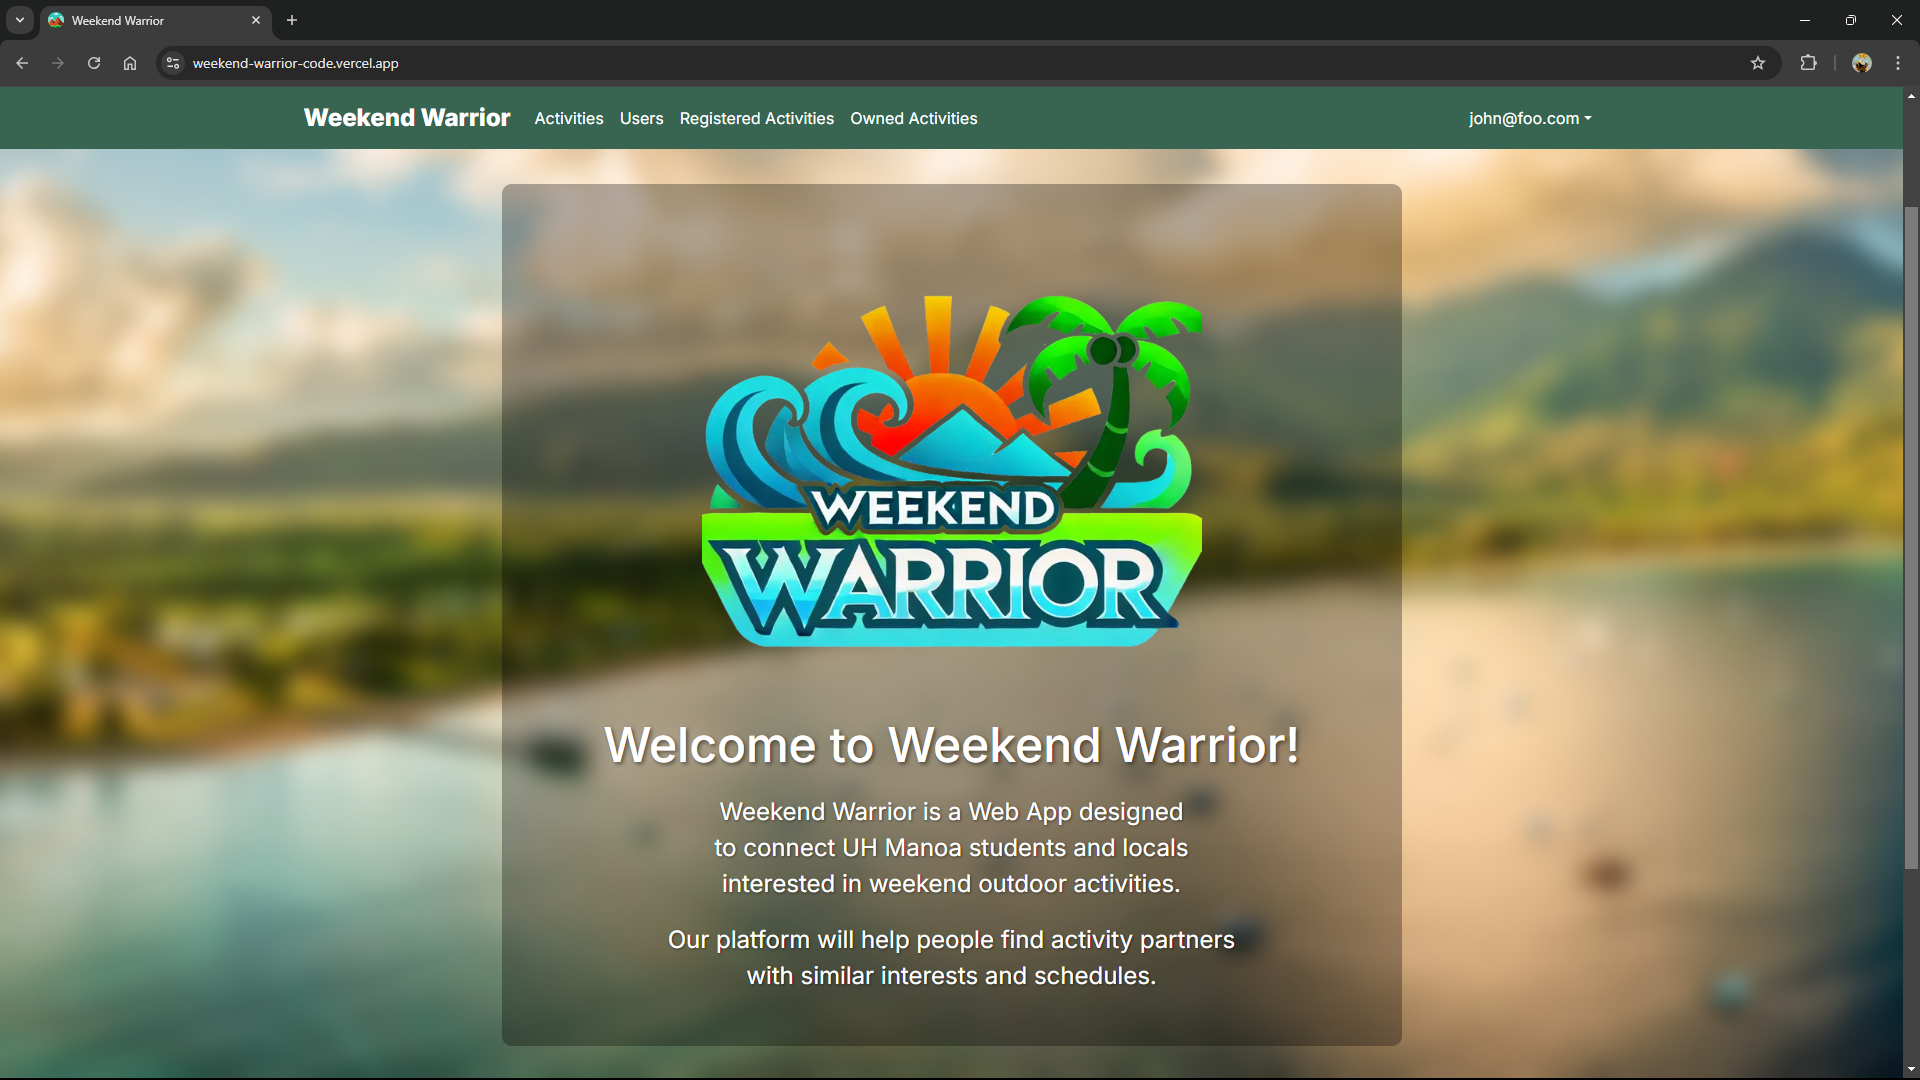 Weekend Warrior
weekend-warrior-code.vercel.app
Weekend Warrior Activities Users Registered Activities Owned Activities john@foo.com
WEEKEND
WARRIOR
Welcome to Weekend Warrior!
Weekend Warrior is a Web App designed
to connect UH Manoa students and locals
interested in weekend outdoor activities.
Our platform will help people find activity partners
with similar interests and schedules.